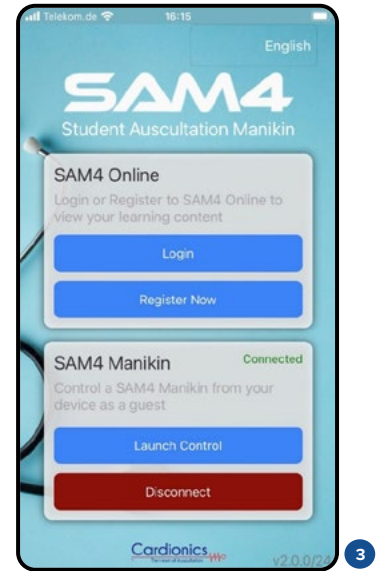 Telekom.de 16:15
English
SAM4
Student Auscultation Manikin
SAM4 Online
Login or Register to SAM4 Online to
view your learning content
Login
Register Now
SAM4 Manikin Connected
Control a SAM4 Manikin from your
device as a guest
Launch Control
Disconnect
Cardionics
v2.0.0/24
3